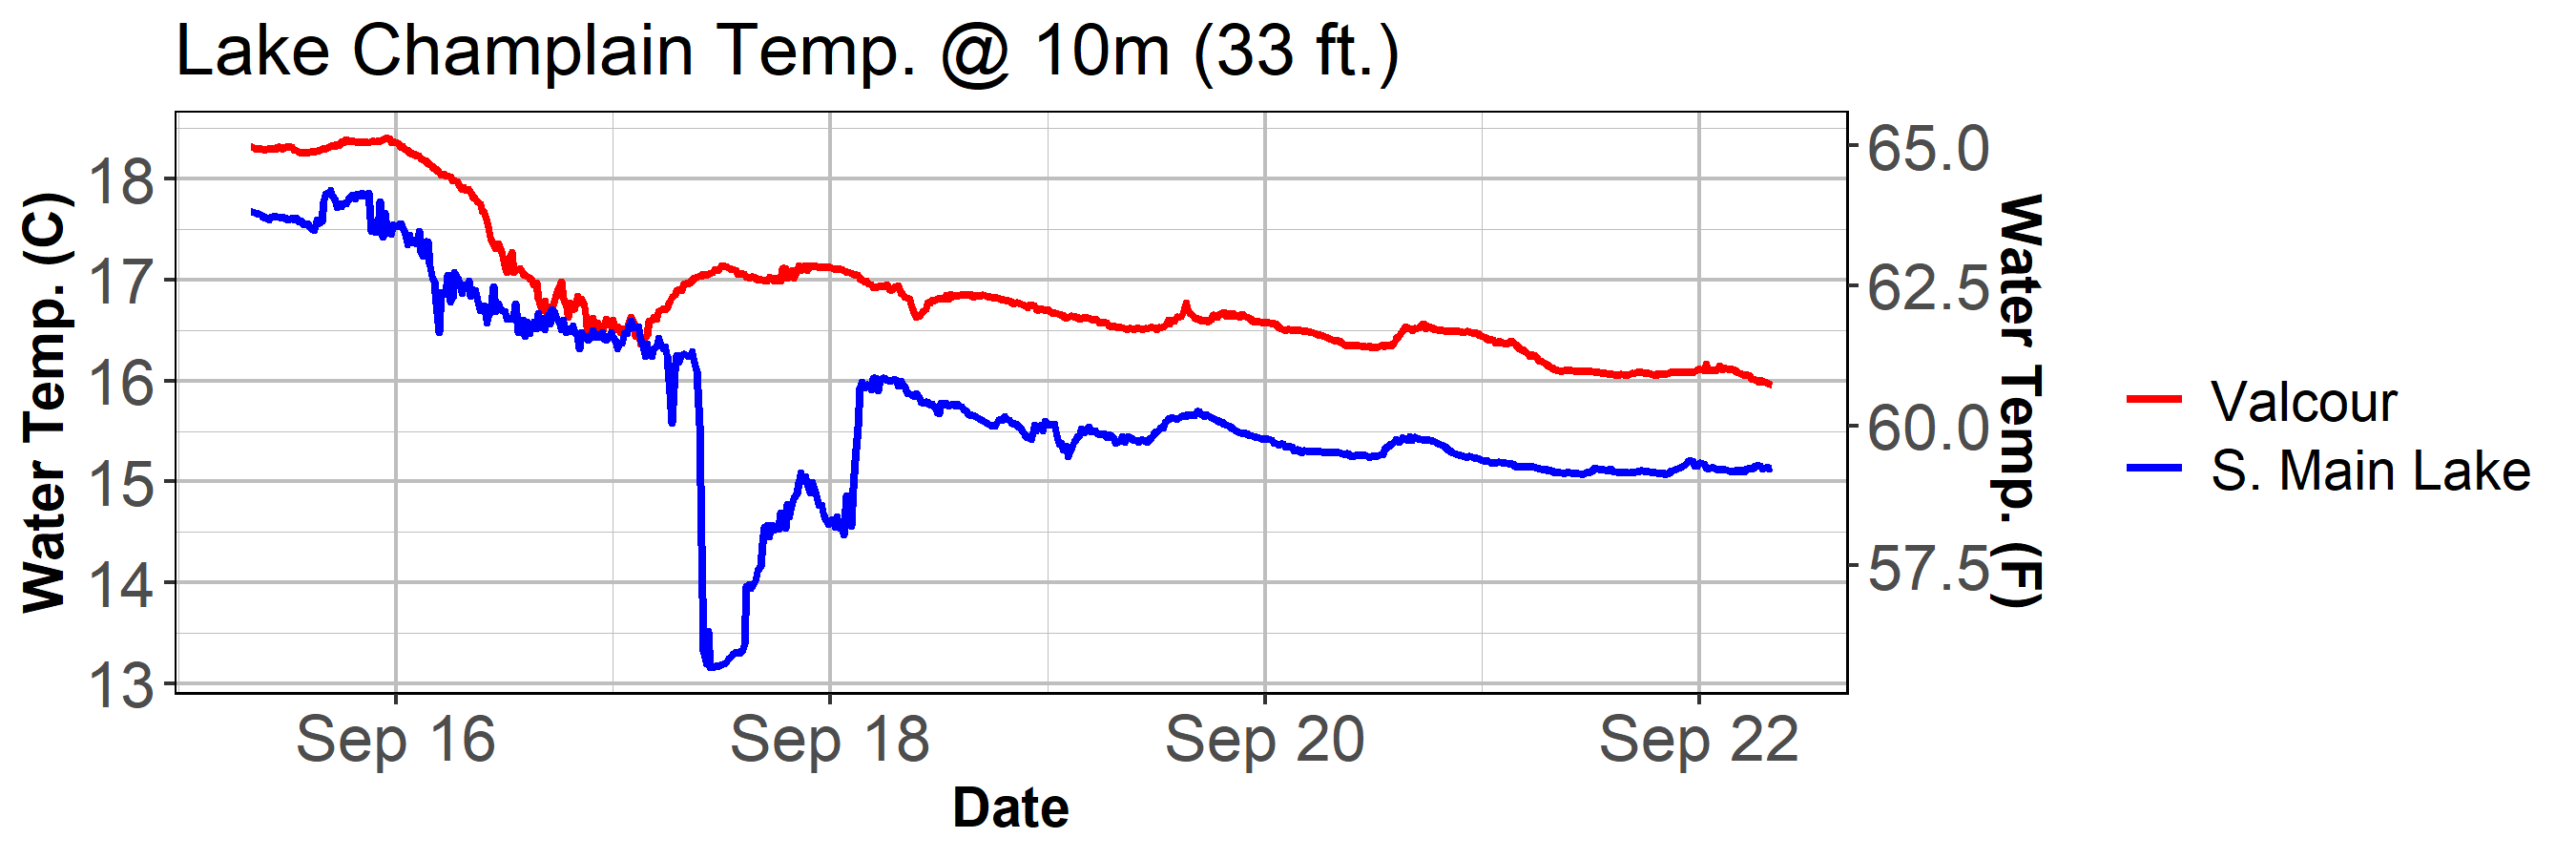 Lake Champlain Temp. @ 10m (33 ft.)
Water Temp. (C)
18
17
16
15
14
13
65.0
62.5
60.0
57.5
Water Temp. (F)
Sep 16 Sep 18 Sep 20 Sep 22
Date
Valcour
S. Main Lake